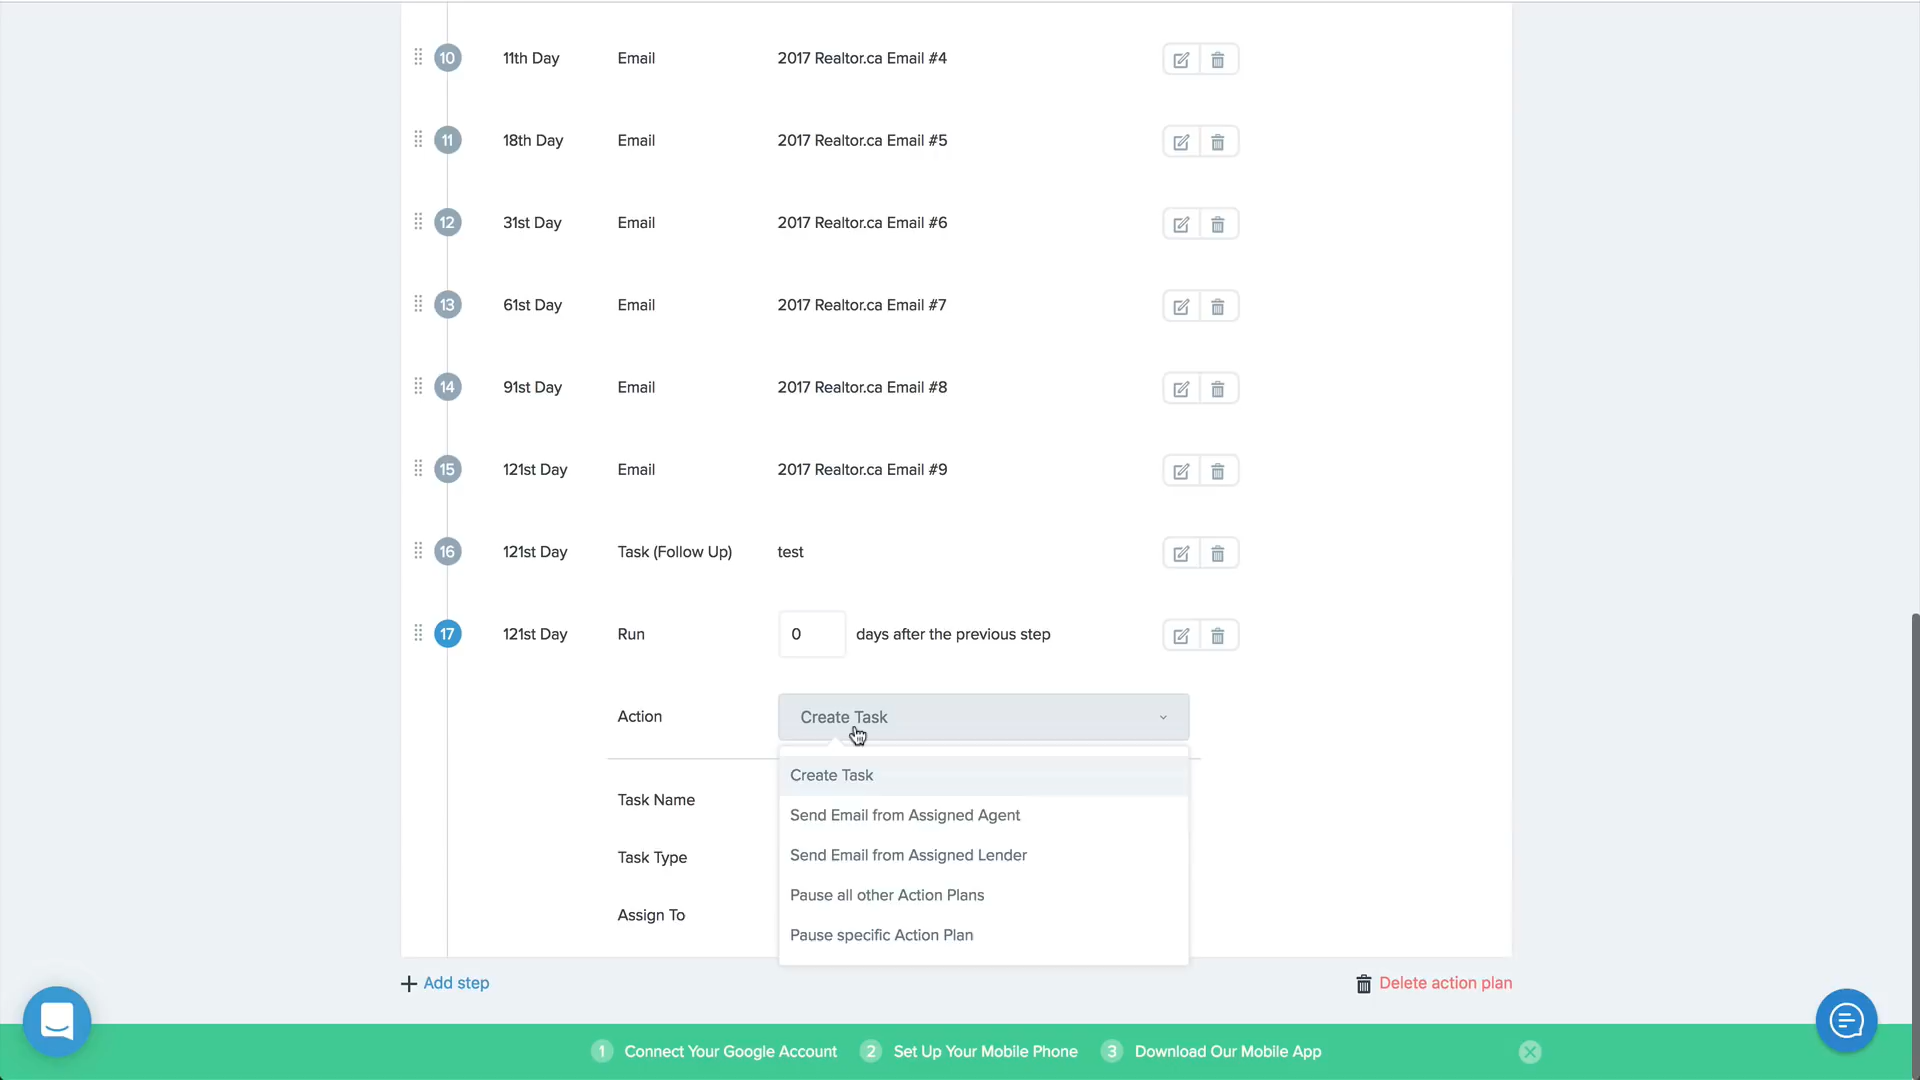 10 11th Day Email 2017 Realtor.ca Email #4
11 18th Day Email 2017 Realtor.ca Email #5
12 31st Day Email 2017 Realtor.ca Email #6
13 61st Day Email 2017 Realtor.ca Email #7
14 91st Day Email 2017 Realtor.ca Email #8
15 121st Day Email 2017 Realtor.ca Email #9
16 121st Day Task (Follow Up) test
17 121st Day Run 0 days after the previous step
Action Create Task
Create Task
Task Name
Send Email from Assigned Agent
Send Email from Assigned Lender
Task Type
Pause all other Action Plans
Assign To
Pause specific Action Plan
Add step Delete action plan
1 Connect Your Google Account 2 Set Up Your Mobile Phone 3 Download Our Mobile App